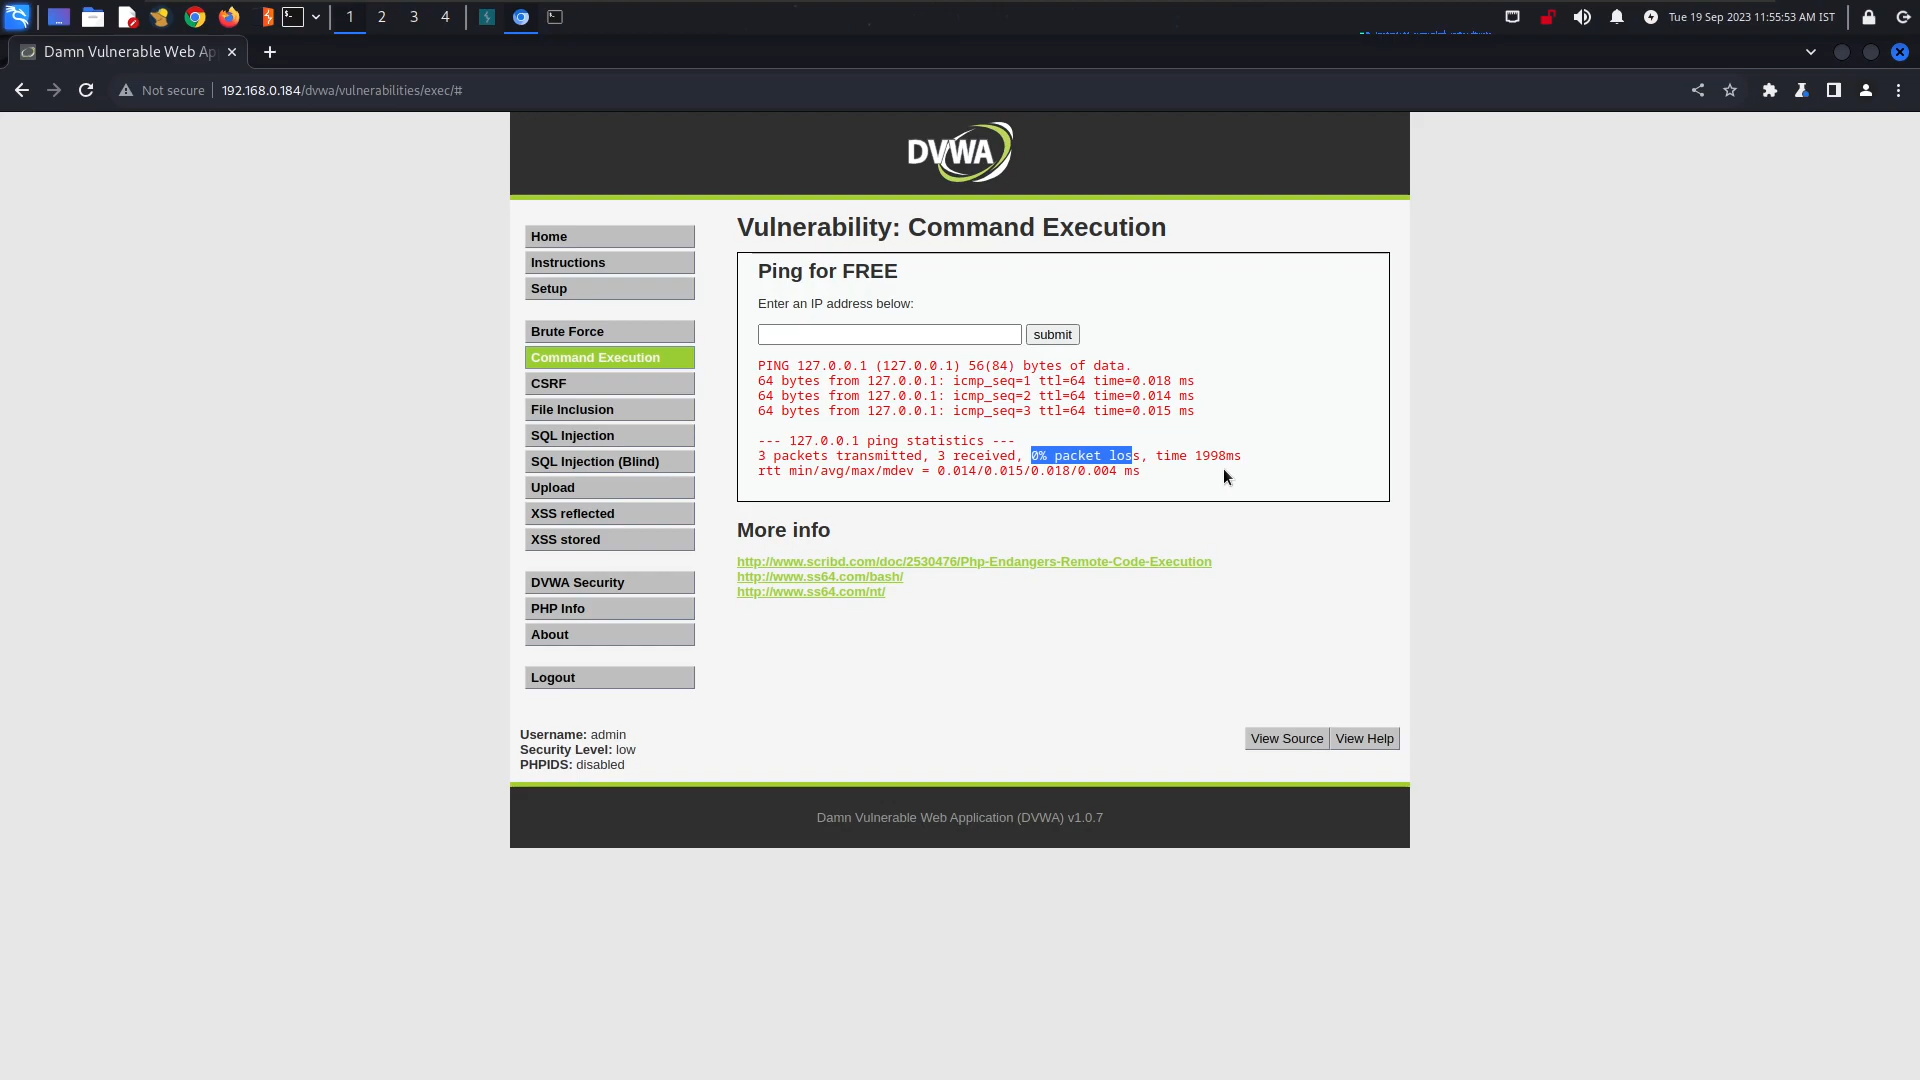 1 2 3 4
Tue 19 Sep 2023 11:55:53 AM IST
Damn Vulnerable Web Ap
Not secure 192.168.0.184/dvwa/vulnerabilities/exec/#
DVWA
Home
Instructions
Setup
Brute Force
Command Execution
CSRF
File Inclusion
SQL Injection
SQL Injection (Blind)
Upload
XSS reflected
XSS stored
DVWA Security
PHP Info
About
Logout
Vulnerability: Command Execution
Ping for FREE
Enter an IP address below:
submit
PING 127.0.0.1 (127.0.0.1) 56(84) bytes of data.
64 bytes from 127.0.0.1: icmp_seq=1 ttl=64 time=0.018 ms
64 bytes from 127.0.0.1: icmp_seq=2 ttl=64 time=0.014 ms
64 bytes from 127.0.0.1: icmp_seq=3 ttl=64 time=0.015 ms
--- 127.0.0.1 ping statistics ---
3 packets transmitted, 3 received, 0% packet loss, time 1998ms
rtt min/avg/max/mdev = 0.014/0.015/0.018/0.004 ms
More info
http://www.scribd.com/doc/2530476/Php-Endangers-Remote-Code-Execution
http://www.ss64.com/bash/
http://www.ss64.com/nt/
Username: admin
Security Level: low
PHPIDS: disabled
View Source View Help
Damn Vulnerable Web Application (DVWA) v1.0.7